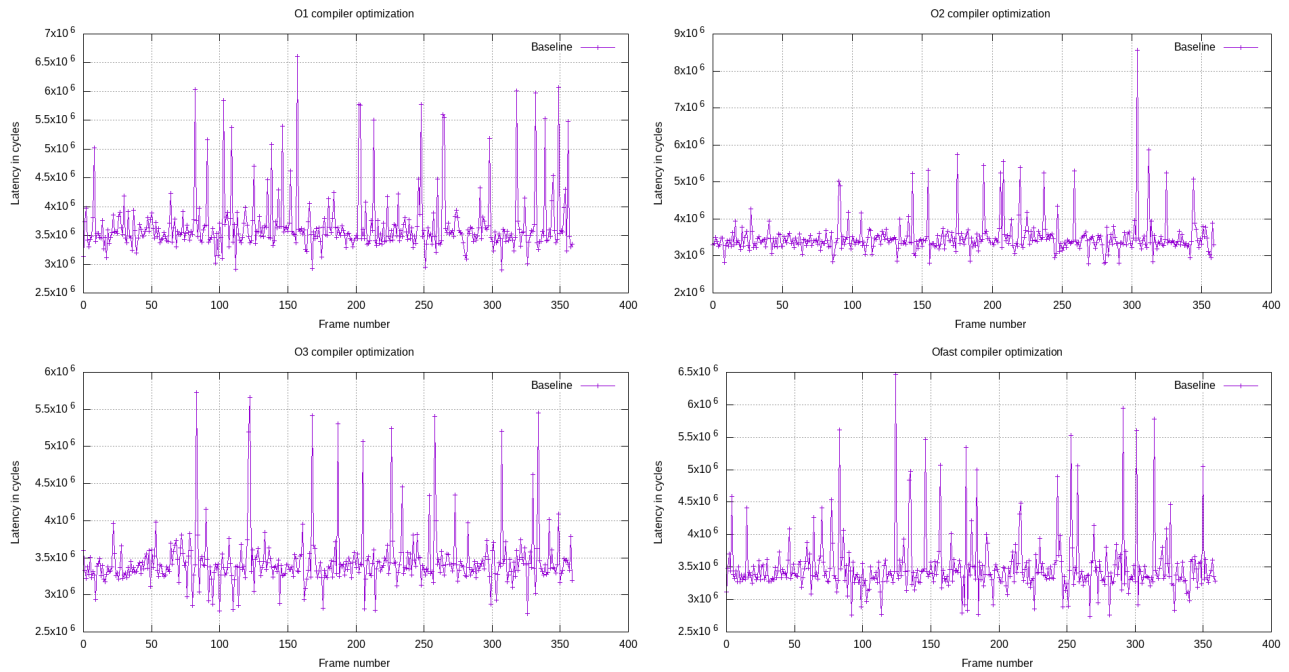 O1 compiler optimization
Latency in cycles
7x10^6
6.5x10^6
6x10^6
5.5x10^6
5x10^6
4.5x10^6
4x10^6
3.5x10^6
3x10^6
2.5x10^6
Baseline
0 50 100 150 200 250 300 350 400
Frame number
O2 compiler optimization
Latency in cycles
9x10^6
8x10^6
7x10^6
6x10^6
5x10^6
4x10^6
3x10^6
2x10^6
Baseline
0 50 100 150 200 250 300 350 400
Frame number
O3 compiler optimization
Latency in cycles
6x10^6
5.5x10^6
5x10^6
4.5x10^6
4x10^6
3.5x10^6
3x10^6
2.5x10^6
Baseline
0 50 100 150 200 250 300 350 400
Frame number
Ofast compiler optimization
Latency in cycles
6.5x10^6
6x10^6
5.5x10^6
5x10^6
4.5x10^6
4x10^6
3.5x10^6
3x10^6
2.5x10^6
Baseline
0 50 100 150 200 250 300 350 400
Frame number